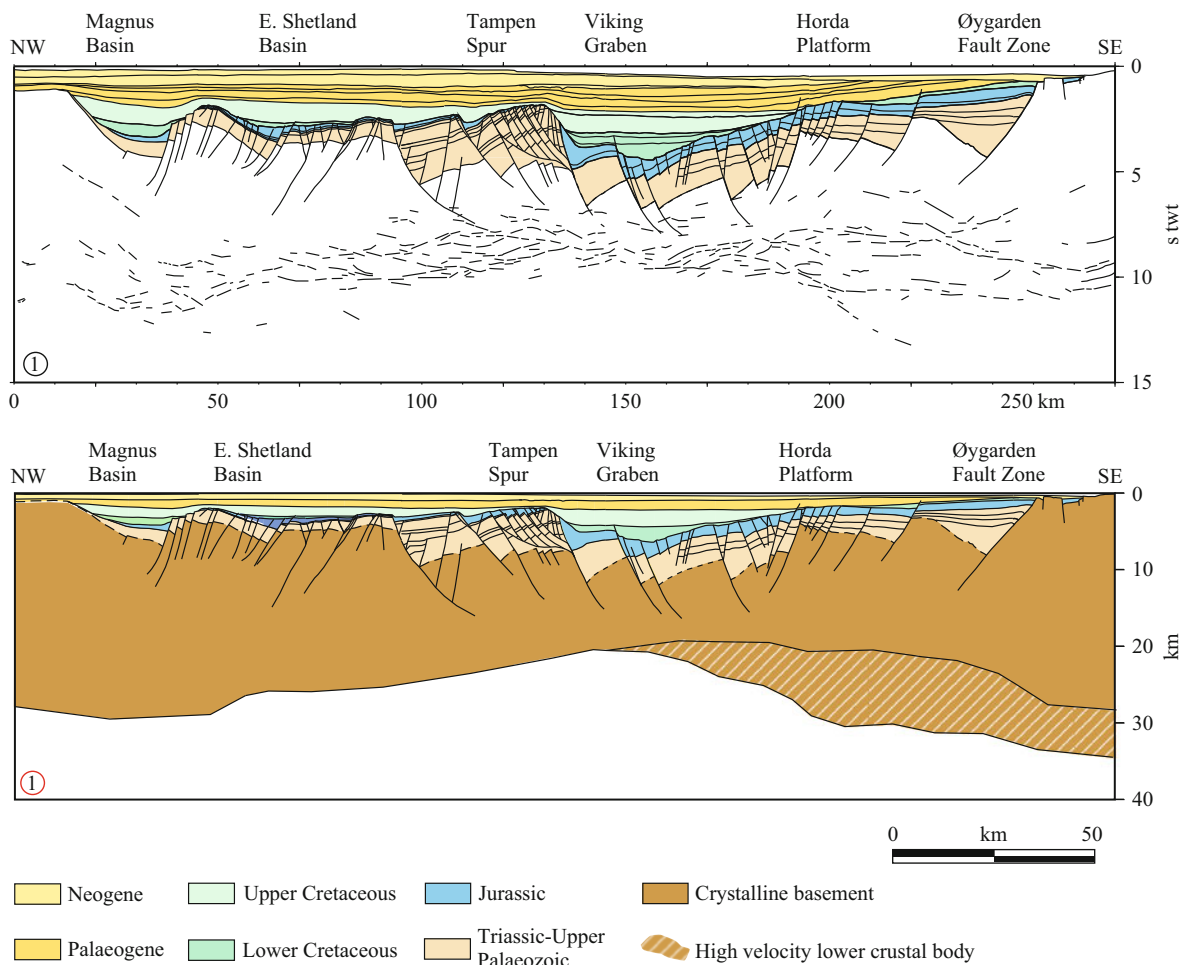 Magnus
Basin
E. Shetland
Basin
Tampen
Spur
Viking
Graben
Horda
Platform
Øygarden
Fault Zone
NW
SE
0
5
10
15
s twt
1
0
50
100
150
200
250 km
Magnus
Basin
E. Shetland
Basin
Tampen
Spur
Viking
Graben
Horda
Platform
Øygarden
Fault Zone
NW
SE
0
10
20
30
40
km
1
0 km 50
Neogene
Upper Cretaceous
Jurassic
Crystalline basement
Palaeogene
Lower Cretaceous
Triassic-Upper
Palaeozoic
High velocity lower crustal body